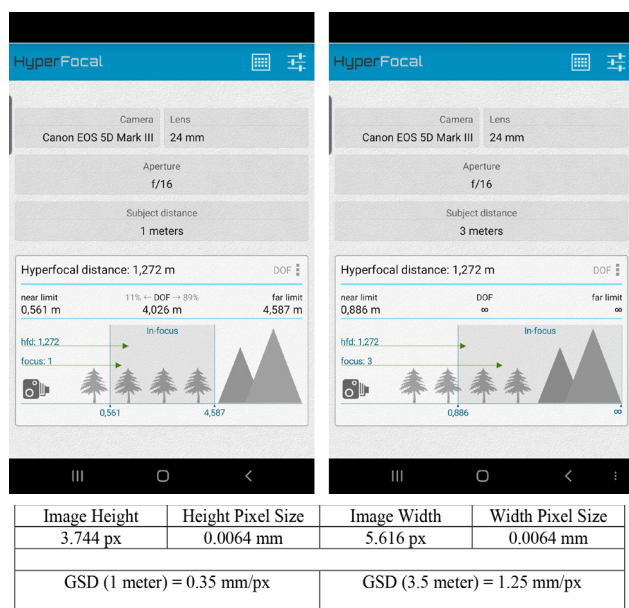 HyperFocal
Camera
Canon EOS 5D Mark III
Lens
24 mm
Aperture
f/16
Subject distance
1 meters
Hyperfocal distance: 1,272 m
DOF
near limit
0,561 m
11% ← DOF → 89%
4,026 m
far limit
4,587 m
In-focus
hfd: 1,272
focus: 1
0,561
4,587
HyperFocal
Camera
Canon EOS 5D Mark III
Lens
24 mm
Aperture
f/16
Subject distance
3 meters
Hyperfocal distance: 1,272 m
DOF
near limit
0,886 m
DOF
∞
far limit
∞
In-focus
hfd: 1,272
focus: 3
0,886
∞
Image Height Height Pixel Size Image Width Width Pixel Size
3.744 px 0.0064 mm 5.616 px 0.0064 mm
GSD (1 meter) = 0.35 mm/px GSD (3.5 meter) = 1.25 mm/px